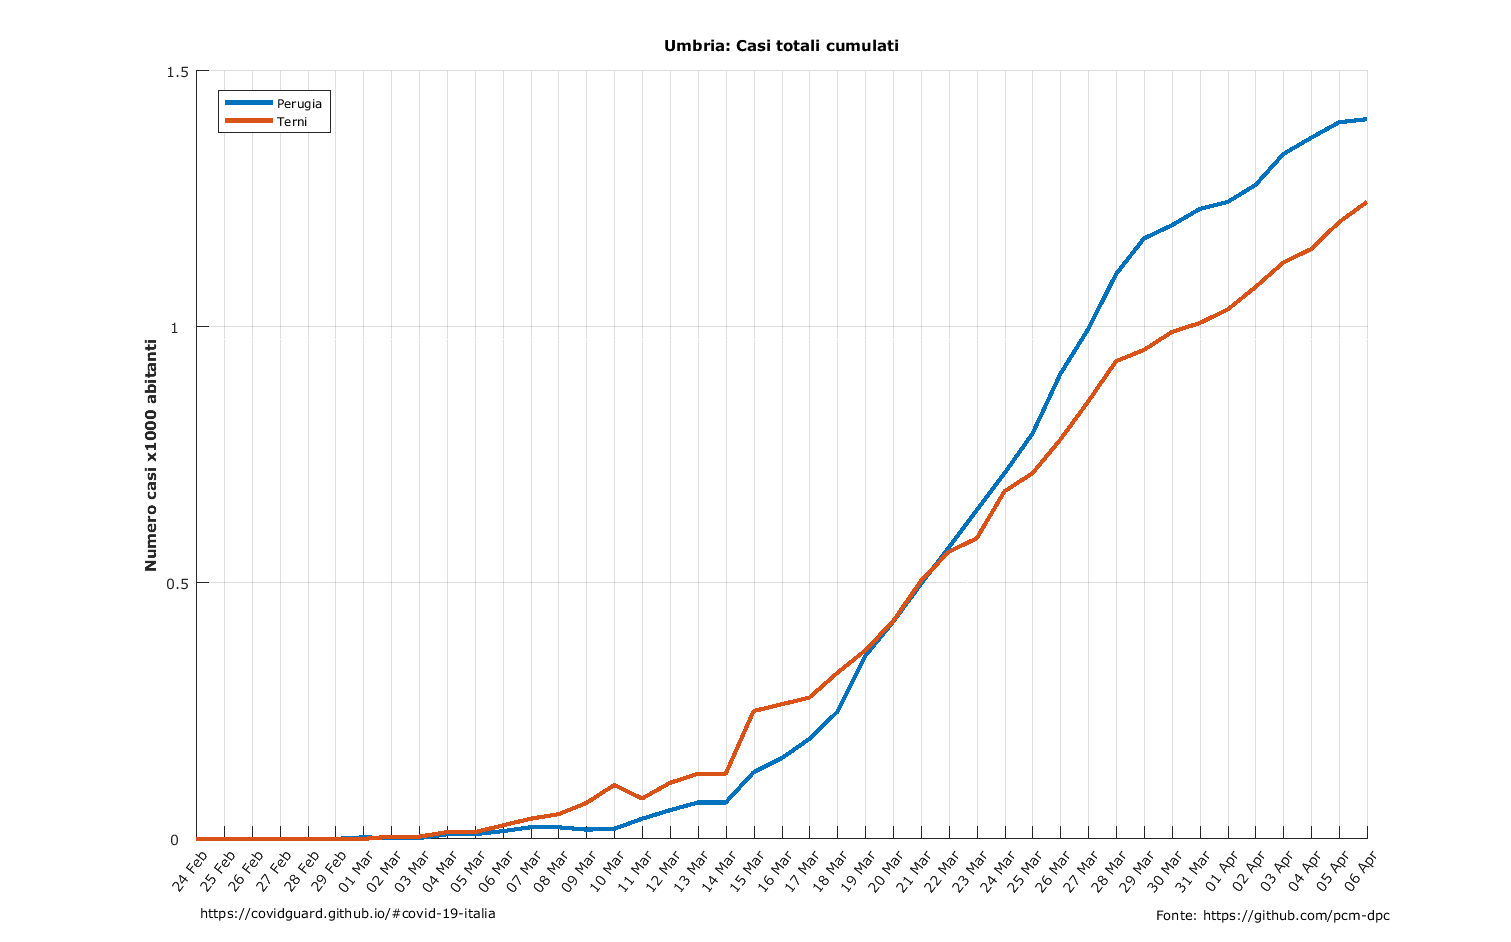 Umbria: Casi totali cumulati
Perugia
Terni
Numero casi x1000 abitanti
1.5
1
0.5
0
24 Feb
25 Feb
26 Feb
27 Feb
28 Feb
29 Feb
01 Mar
02 Mar
03 Mar
04 Mar
05 Mar
06 Mar
07 Mar
08 Mar
09 Mar
10 Mar
11 Mar
12 Mar
13 Mar
14 Mar
15 Mar
16 Mar
17 Mar
18 Mar
19 Mar
20 Mar
21 Mar
22 Mar
23 Mar
24 Mar
25 Mar
26 Mar
27 Mar
28 Mar
29 Mar
30 Mar
31 Mar
01 Apr
02 Apr
03 Apr
04 Apr
05 Apr
06 Apr
https://covidguard.github.io/#covid-19-italia
Fonte: https://github.com/pcm-dpc